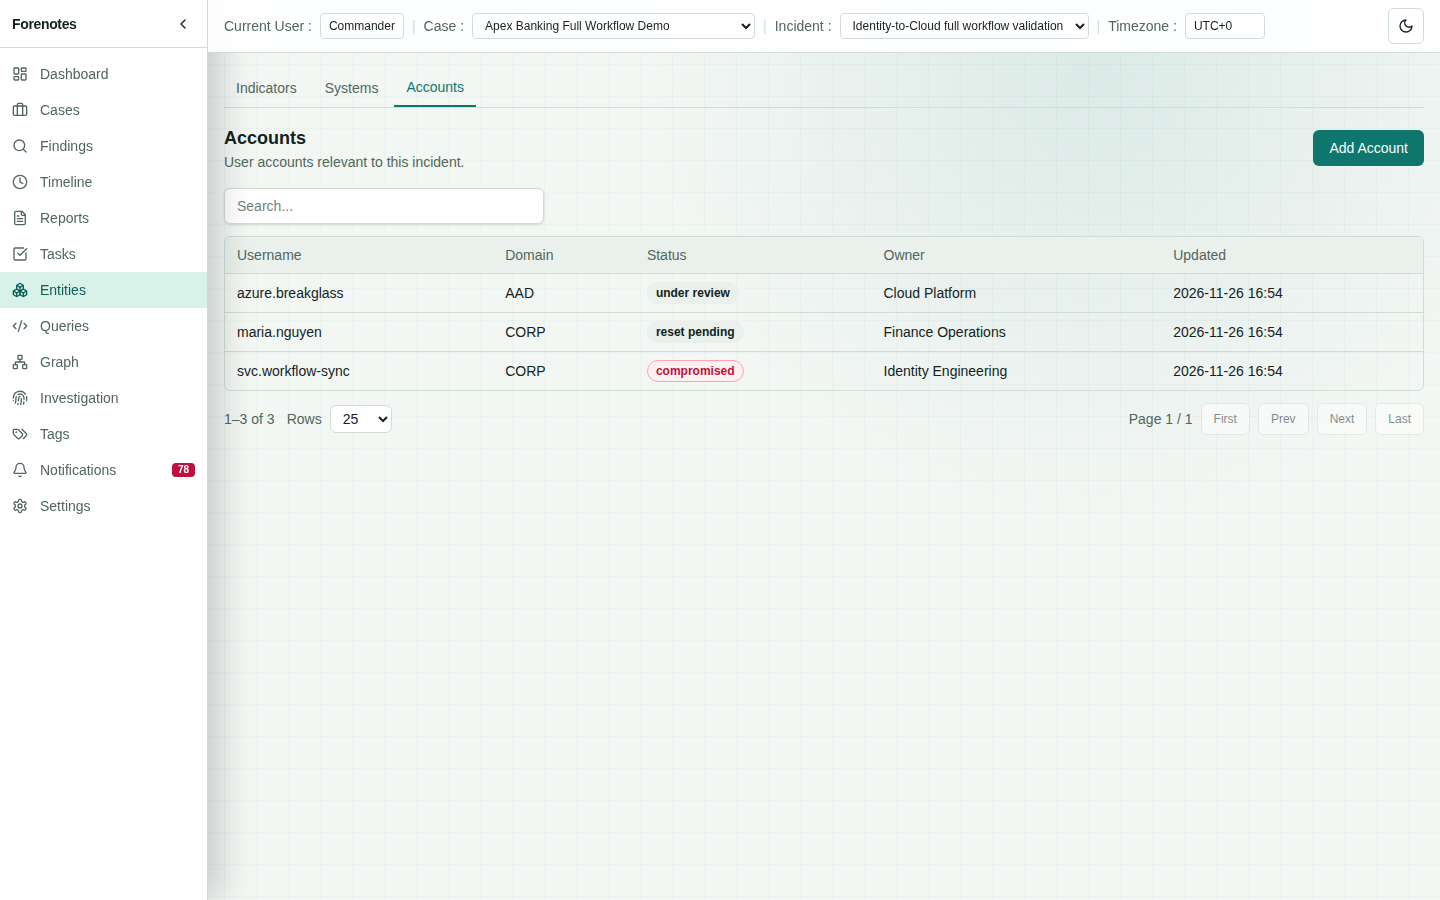 Forenotes
Current User : Commander | Case : Apex Banking Full Workflow Demo | Incident : Identity-to-Cloud full workflow validation | Timezone : UTC+0
Dashboard
Cases
Findings
Timeline
Reports
Tasks
Entities
Queries
Graph
Investigation
Tags
Notifications 78
Settings
Indicators Systems Accounts
Accounts
User accounts relevant to this incident.
Add Account
Search...
Username Domain Status Owner Updated
azure.breakglass AAD under review Cloud Platform 2026-11-26 16:54
maria.nguyen CORP reset pending Finance Operations 2026-11-26 16:54
svc.workflow-sync CORP compromised Identity Engineering 2026-11-26 16:54
1–3 of 3 Rows 25 Page 1 / 1 First Prev Next Last